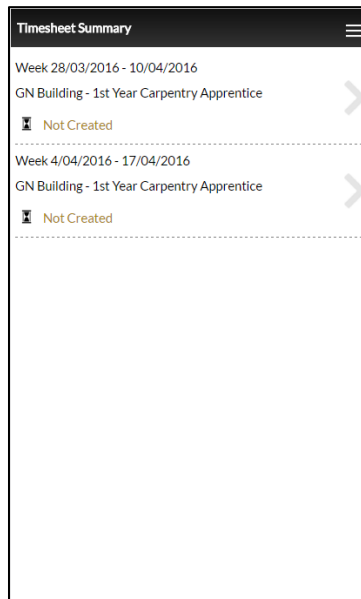 Timesheet Summary
Week 28/03/2016 - 10/04/2016
GN Building - 1st Year Carpentry Apprentice
Not Created
Week 4/04/2016 - 17/04/2016
GN Building - 1st Year Carpentry Apprentice
Not Created